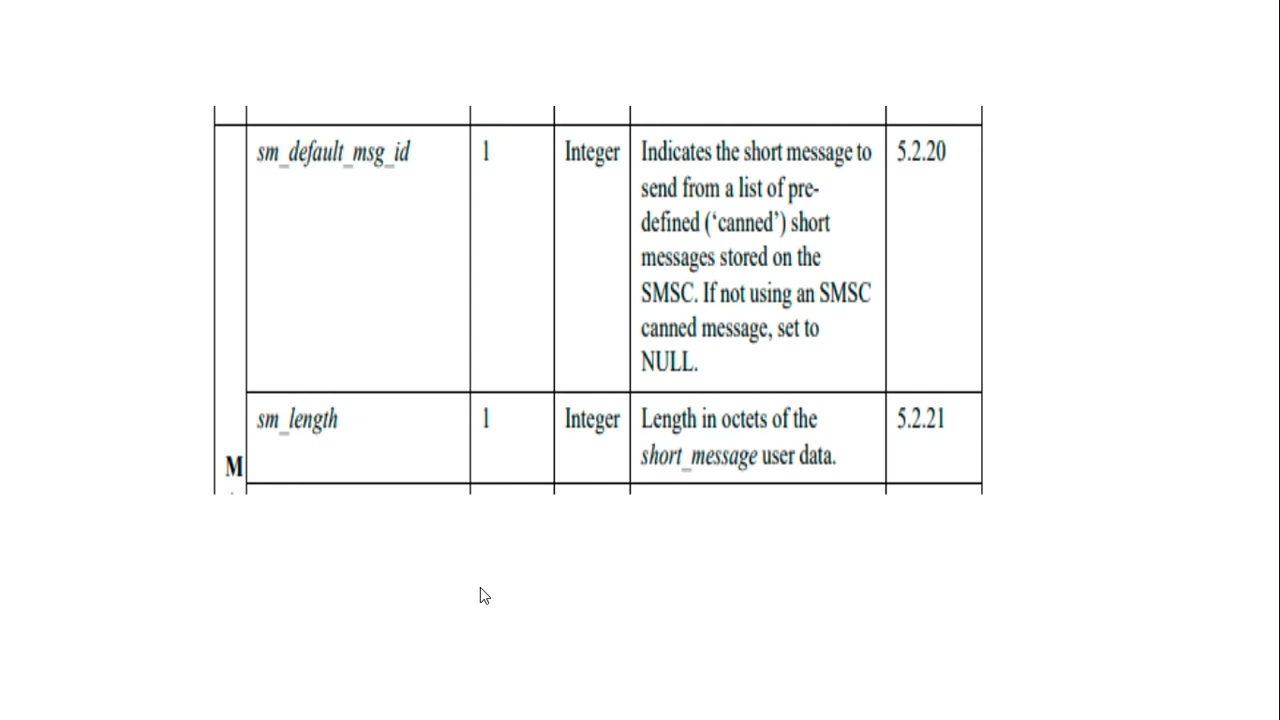 sm_default_msg_id 1 Integer Indicates the short message to 5.2.20
send from a list of pre-
defined (‘canned’) short
messages stored on the
SMSC. If not using an SMSC
canned message, set to
NULL.
sm_length 1 Integer Length in octets of the 5.2.21
short_message user data.
M